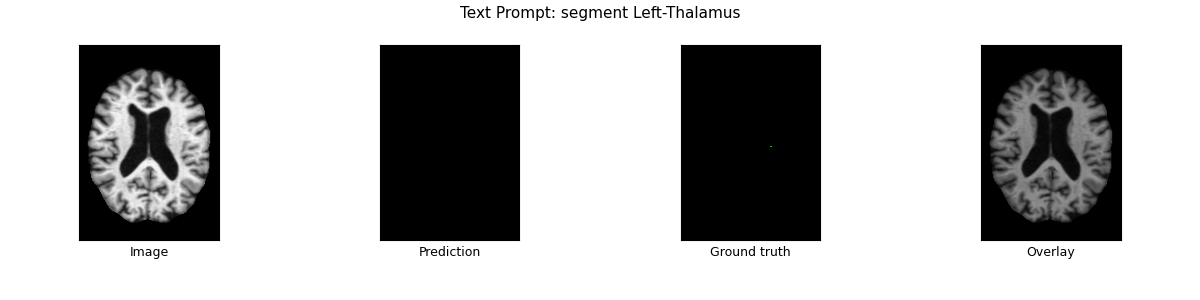 Text Prompt: segment Left-Thalamus
Image
Prediction
Ground truth
Overlay